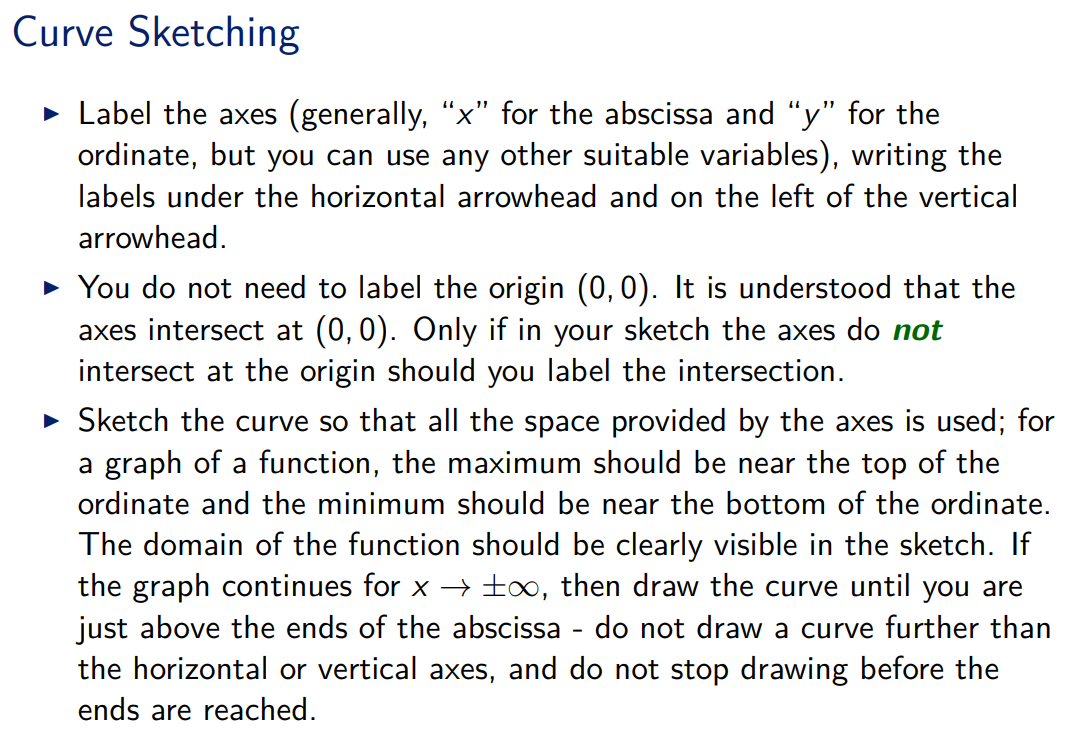 Curve Sketching
▶ Label the axes (generally, “x” for the abscissa and “y” for the
ordinate, but you can use any other suitable variables), writing the
labels under the horizontal arrowhead and on the left of the vertical
arrowhead.
▶ You do not need to label the origin (0, 0). It is understood that the
axes intersect at (0, 0). Only if in your sketch the axes do not
intersect at the origin should you label the intersection.
▶ Sketch the curve so that all the space provided by the axes is used; for
a graph of a function, the maximum should be near the top of the
ordinate and the minimum should be near the bottom of the ordinate.
The domain of the function should be clearly visible in the sketch. If
the graph continues for x → ±∞, then draw the curve until you are
just above the ends of the abscissa - do not draw a curve further than
the horizontal or vertical axes, and do not stop drawing before the
ends are reached.